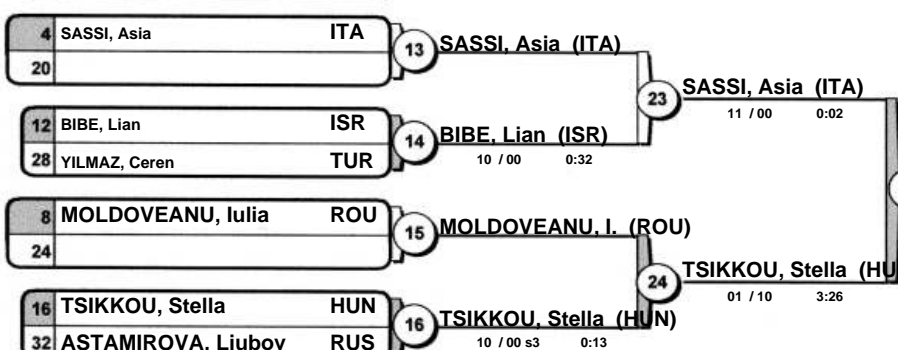 4 SASSI, Asia ITA
20
13 SASSI, Asia (ITA)
23 SASSI, Asia (ITA)
11 / 00 0:02
12 BIBE, Lian ISR
28 YILMAZ, Ceren TUR
14 BIBE, Lian (ISR)
10 / 00 0:32
8 MOLDOVEANU, Iulia ROU
24
15 MOLDOVEANU, I. (ROU)
24 TSIKKOU, Stella (HU
01 / 10 3:26
16 TSIKKOU, Stella HUN
32 ASTAMIROVA, Liubov RUS
16 TSIKKOU, Stella (HUN)
10 / 00 s3 0:13